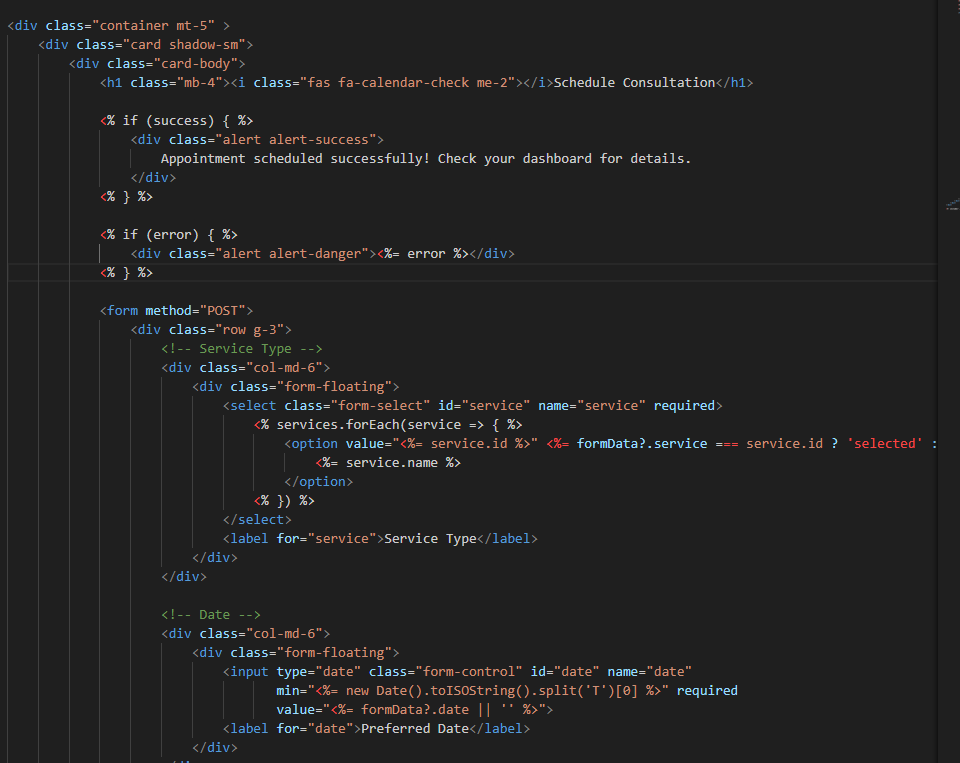 <div class="container mt-5" >
<div class="card shadow-sm">
<div class="card-body">
<h1 class="mb-4"><i class="fas fa-calendar-check me-2"></i>Schedule Consultation</h1>
<% if (success) { %>
<div class="alert alert-success">
Appointment scheduled successfully! Check your dashboard for details.
</div>
<% } %>
<% if (error) { %>
<div class="alert alert-danger"><%= error %></div>
<% } %>
<form method="POST">
<div class="row g-3">
<!-- Service Type -->
<div class="col-md-6">
<div class="form-floating">
<select class="form-select" id="service" name="service" required>
<% services.forEach(service => { %>
<option value="<%= service.id %>" <%= formData?.service === service.id ? 'selected' :
<%= service.name %>
</option>
<% }) %>
</select>
<label for="service">Service Type</label>
</div>
</div>
<!-- Date -->
<div class="col-md-6">
<div class="form-floating">
<input type="date" class="form-control" id="date" name="date"
min="<%= new Date().toISOString().split('T')[0] %>" required
value="<%= formData?.date || '' %>">
<label for="date">Preferred Date</label>
</div>